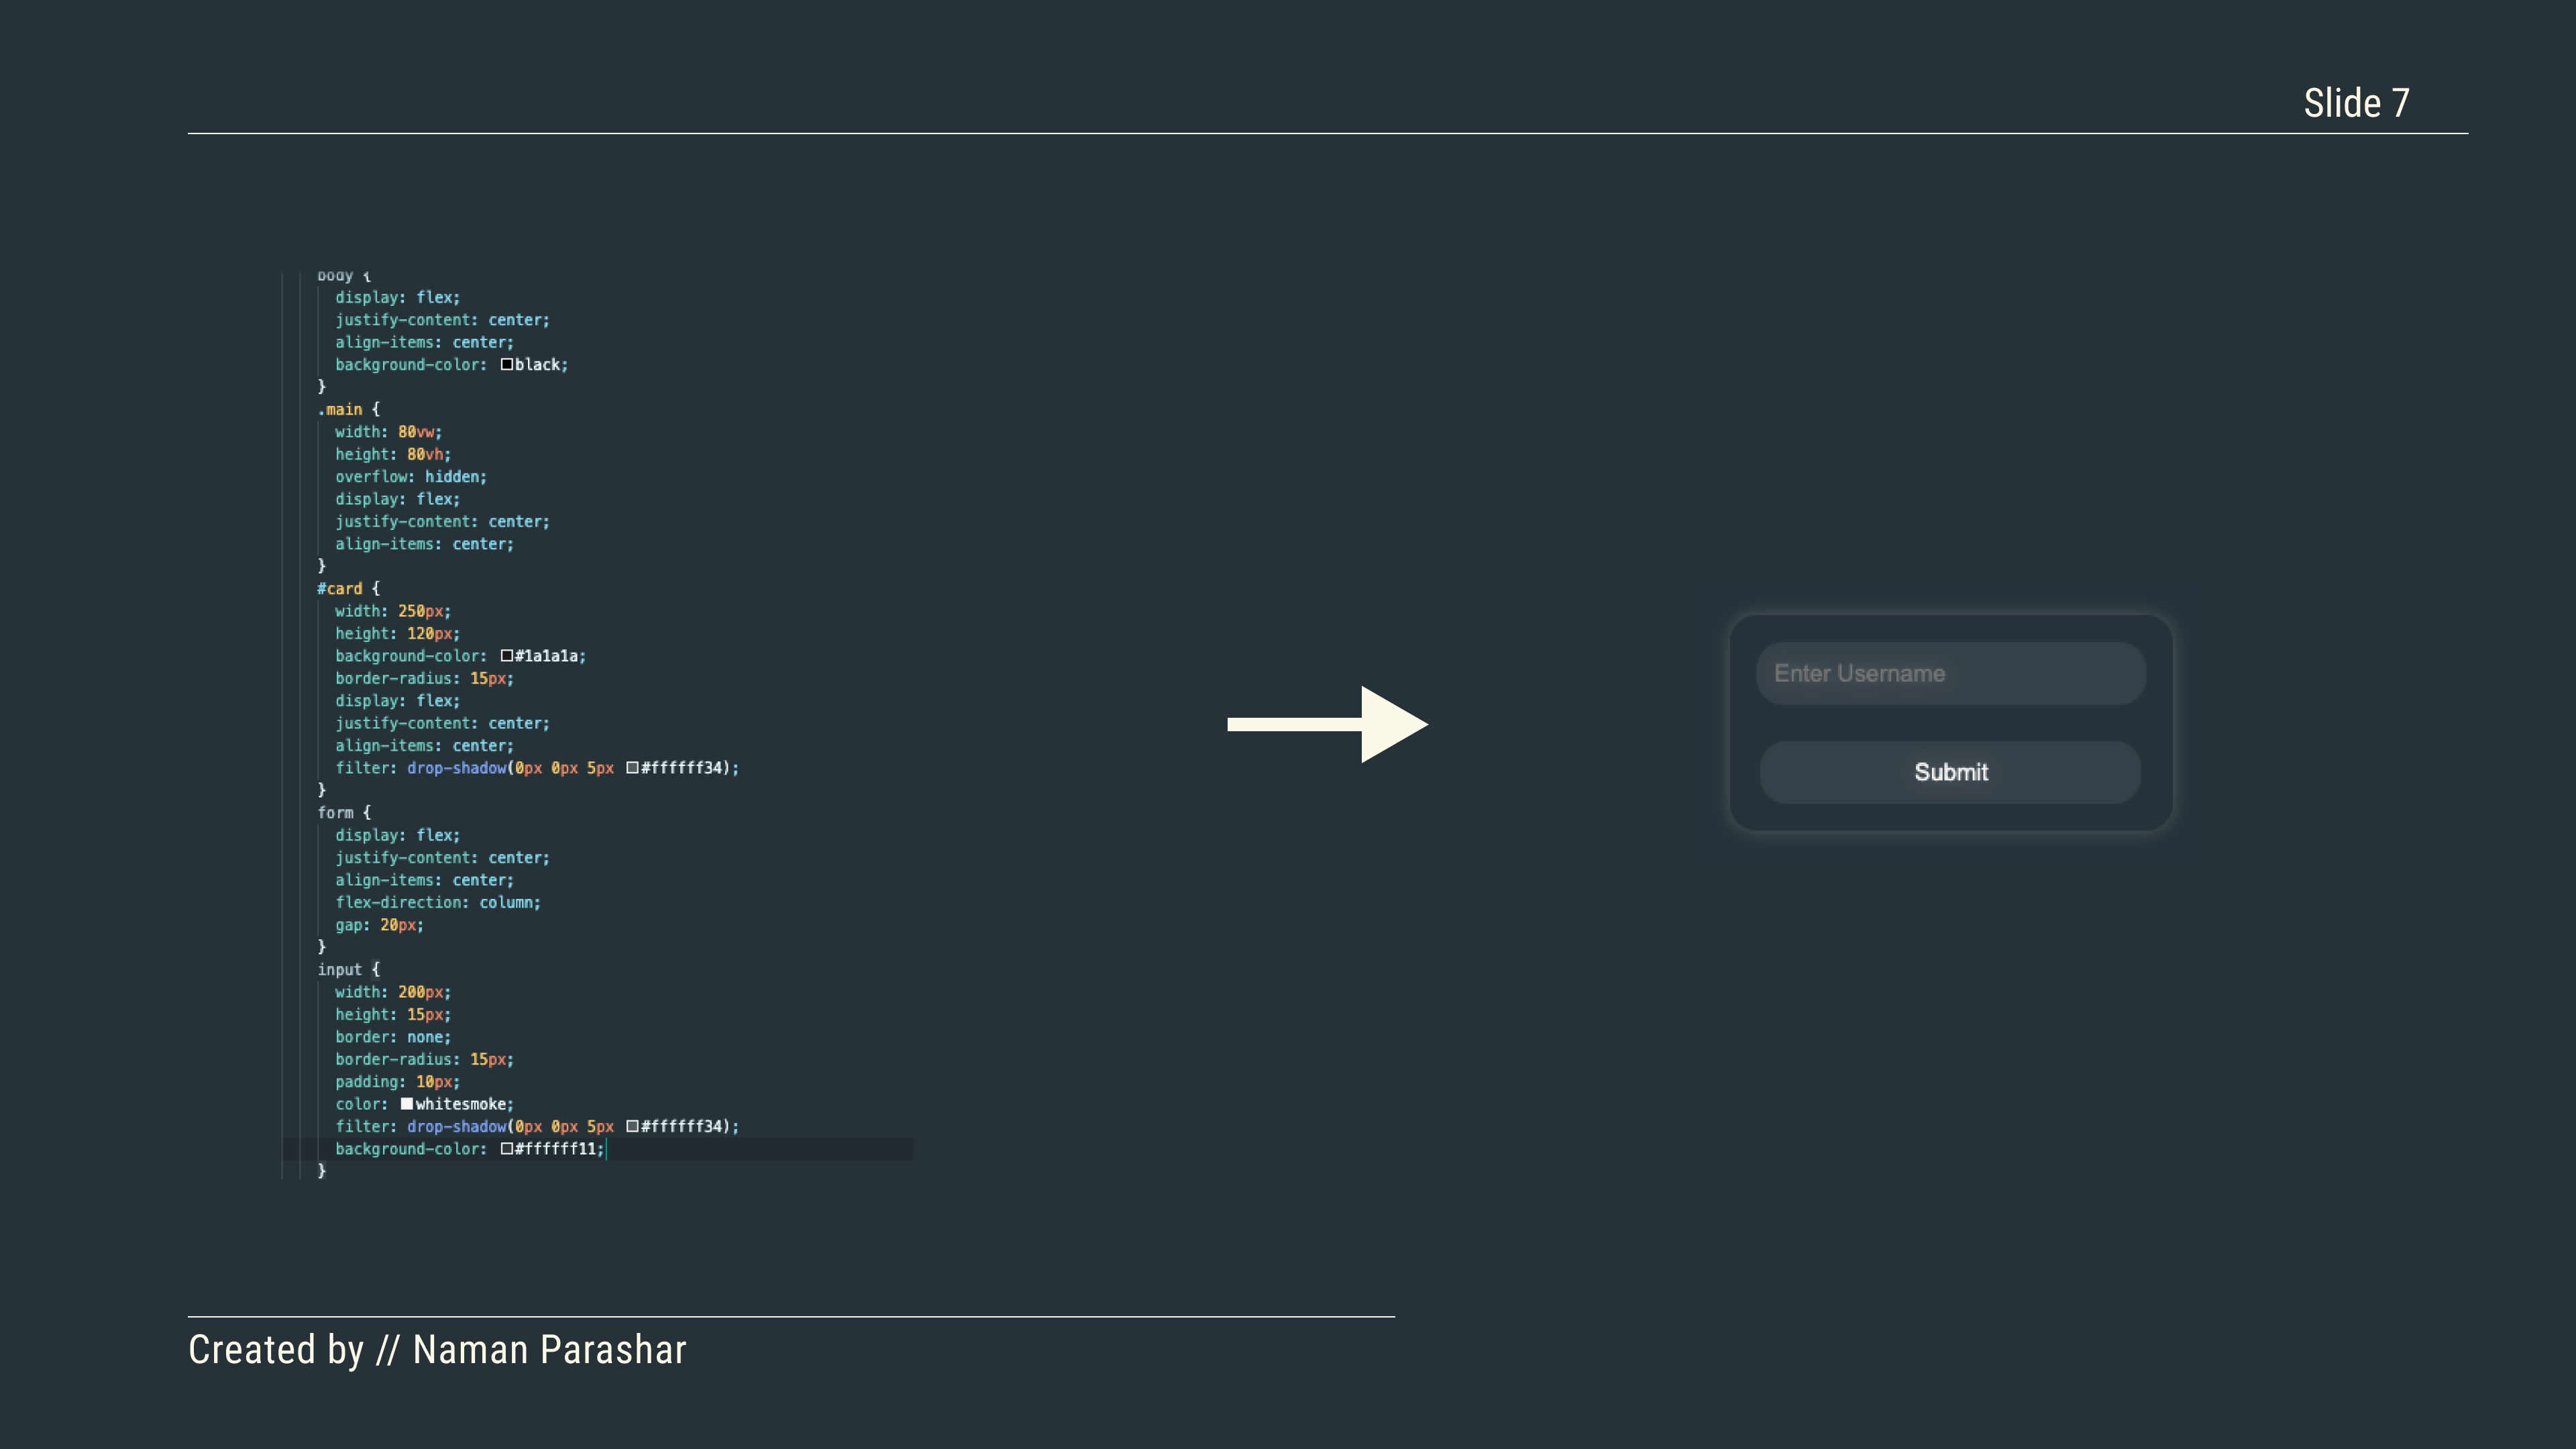 Slide 7
body {
display: flex;
justify-content: center;
align-items: center;
background-color: black;
}
.main {
width: 80vw;
height: 80vh;
overflow: hidden;
display: flex;
justify-content: center;
align-items: center;
}
#card {
width: 250px;
height: 120px;
background-color: #1a1a1a;
border-radius: 15px;
display: flex;
justify-content: center;
align-items: center;
filter: drop-shadow(0px 0px 5px #ffffff34);
}
form {
display: flex;
justify-content: center;
align-items: center;
flex-direction: column;
gap: 20px;
}
input {
width: 200px;
height: 15px;
border: none;
border-radius: 15px;
padding: 10px;
color: whitesmoke;
filter: drop-shadow(0px 0px 5px #ffffff34);
background-color: #ffffff11;
}
Enter Username
Submit
Created by // Naman Parashar